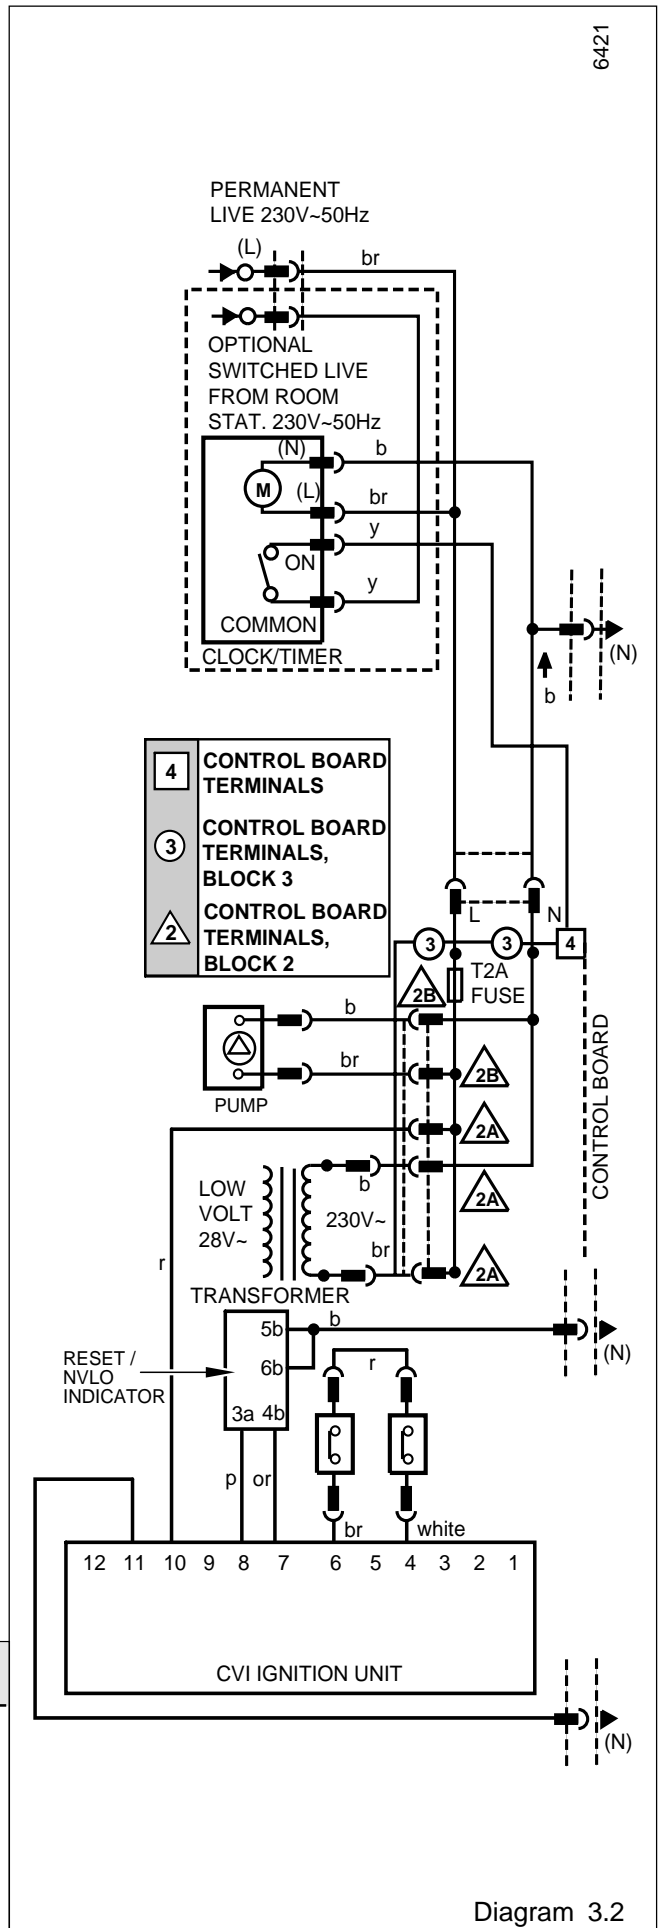 6421
PERMANENT
LIVE 230V~50Hz
(L)
br
OPTIONAL
SWITCHED LIVE
FROM ROOM
STAT. 230V~50Hz
(N)
b
M
(L)
br
y
ON
y
COMMON
CLOCK/TIMER
(N)
b
4 CONTROL BOARD
TERMINALS
3 CONTROL BOARD
TERMINALS,
BLOCK 3
2 CONTROL BOARD
TERMINALS,
BLOCK 2
L N
3 3 4
2B T2A
FUSE
b
br
2B
PUMP
2A
CONTROL BOARD
LOW
VOLT
28V~
b
230V~
2A
br
2A
r
TRANSFORMER
5b b
(N)
RESET /
NVLO
INDICATOR
6b
r
3a 4b
p or
br white
12 11 10 9 8 7 6 5 4 3 2 1
CVI IGNITION UNIT
(N)
Diagram 3.2